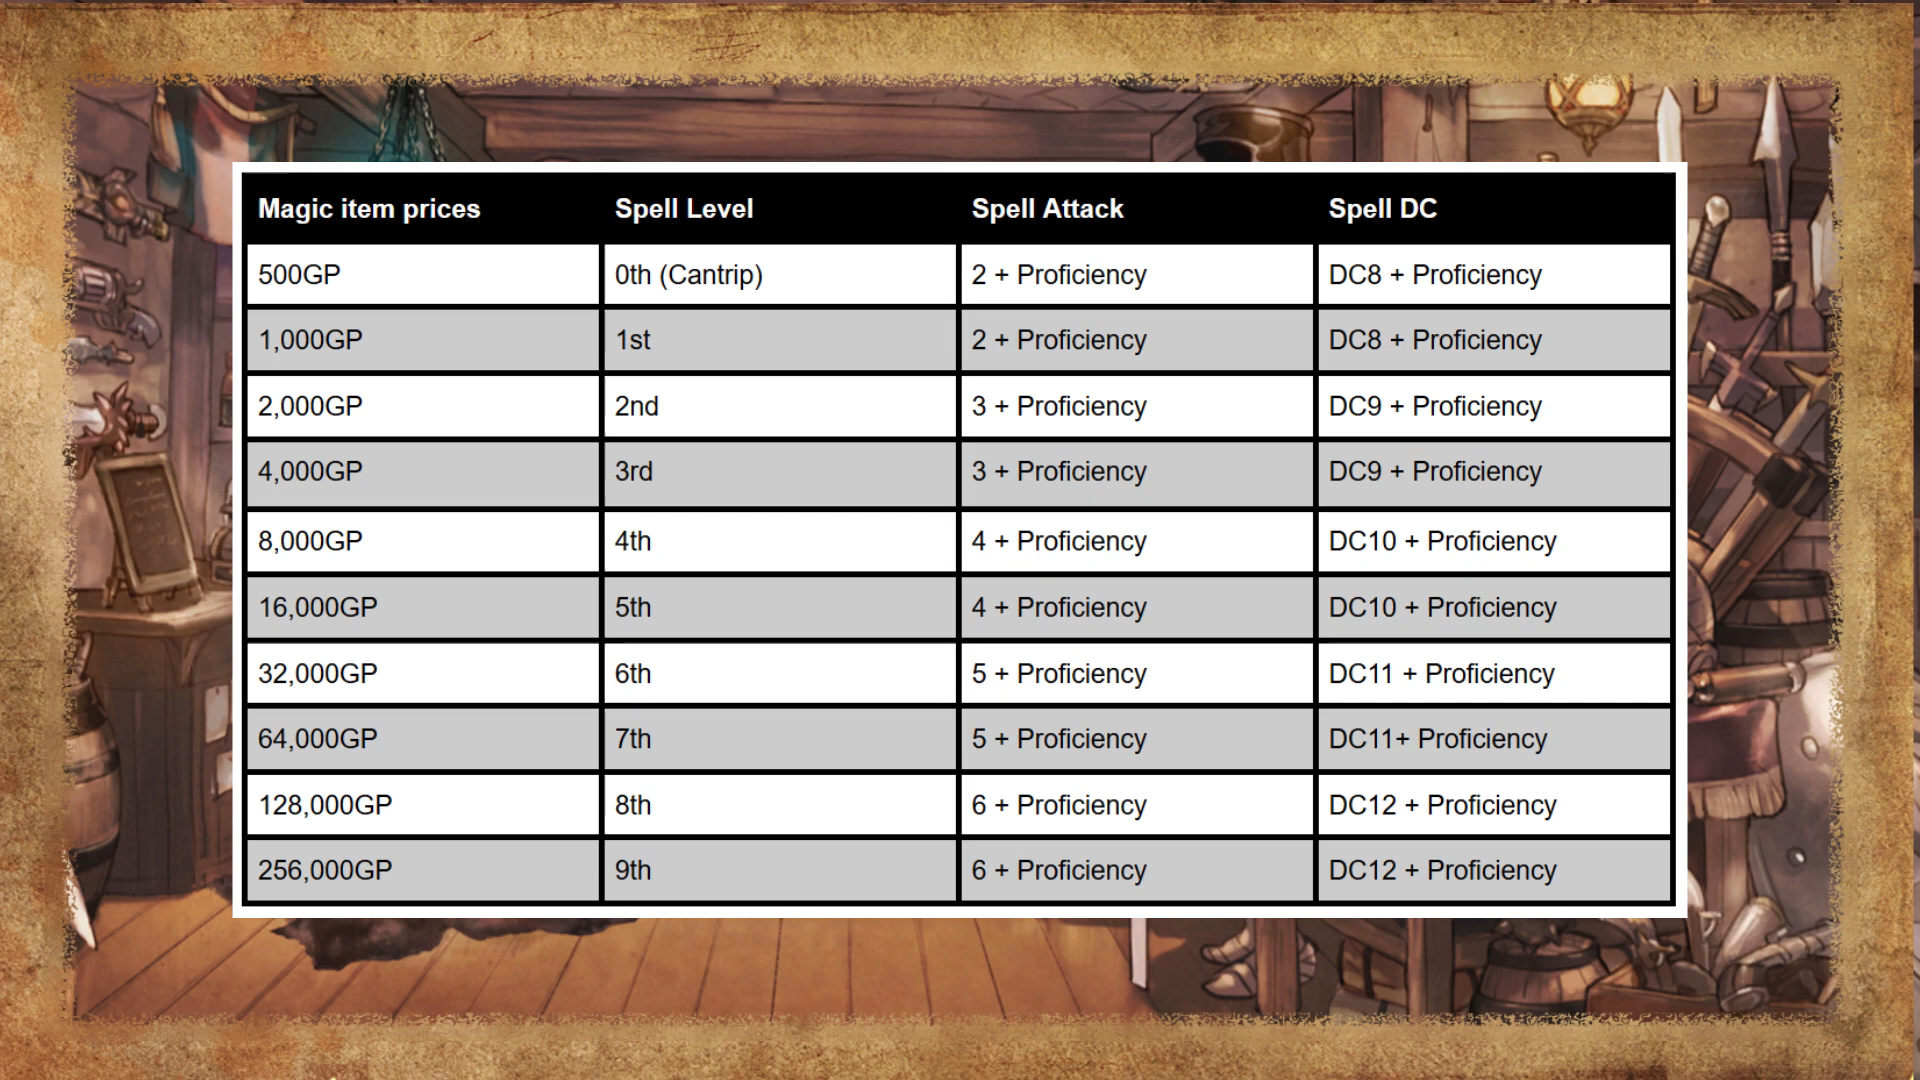 Magic item prices Spell Level Spell Attack Spell DC
500GP 0th (Cantrip) 2 + Proficiency DC8 + Proficiency
1,000GP 1st 2 + Proficiency DC8 + Proficiency
2,000GP 2nd 3 + Proficiency DC9 + Proficiency
4,000GP 3rd 3 + Proficiency DC9 + Proficiency
8,000GP 4th 4 + Proficiency DC10 + Proficiency
16,000GP 5th 4 + Proficiency DC10 + Proficiency
32,000GP 6th 5 + Proficiency DC11 + Proficiency
64,000GP 7th 5 + Proficiency DC11+ Proficiency
128,000GP 8th 6 + Proficiency DC12 + Proficiency
256,000GP 9th 6 + Proficiency DC12 + Proficiency